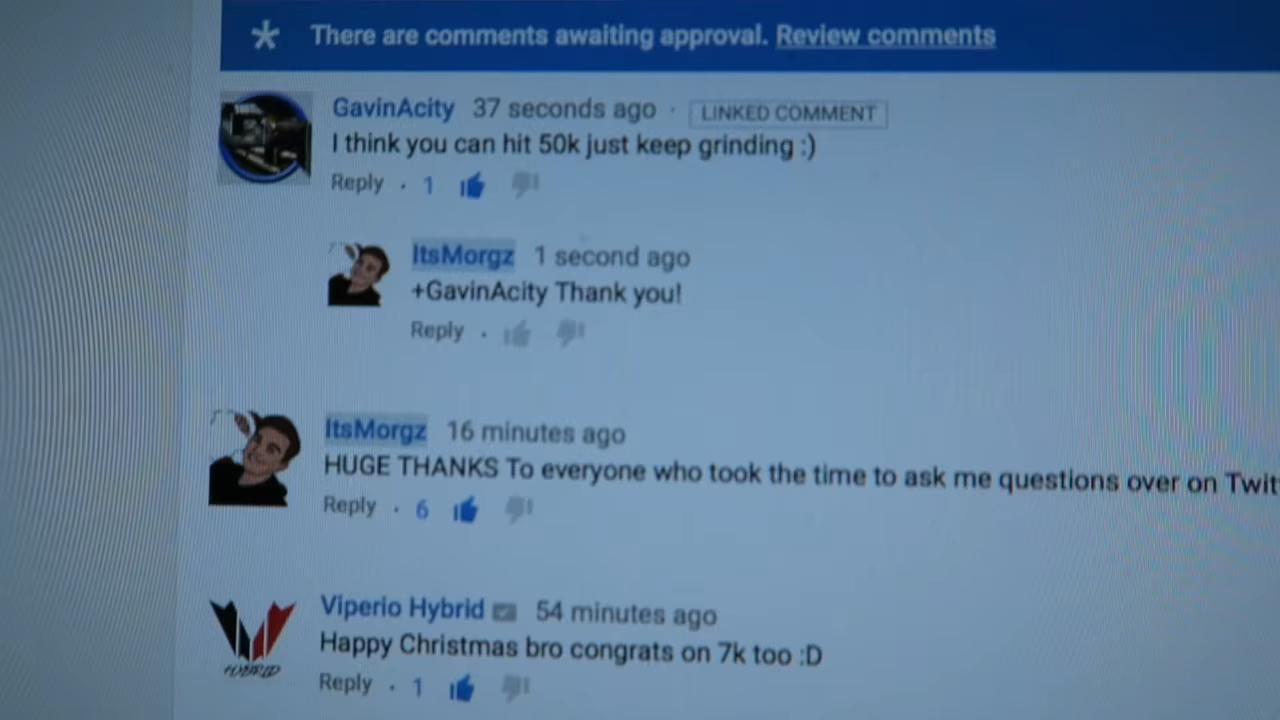 There are comments awaiting approval. Review comments
GavinAcity 37 seconds ago · LINKED COMMENT
I think you can hit 50k just keep grinding :)
Reply · 1
ItsMorgz 1 second ago
+GavinAcity Thank you!
Reply ·
ItsMorgz 16 minutes ago
HUGE THANKS To everyone who took the time to ask me questions over on Twit
Reply · 6
Viperio Hybrid 54 minutes ago
Happy Christmas bro congrats on 7k too :D
Reply · 1
HYBRID